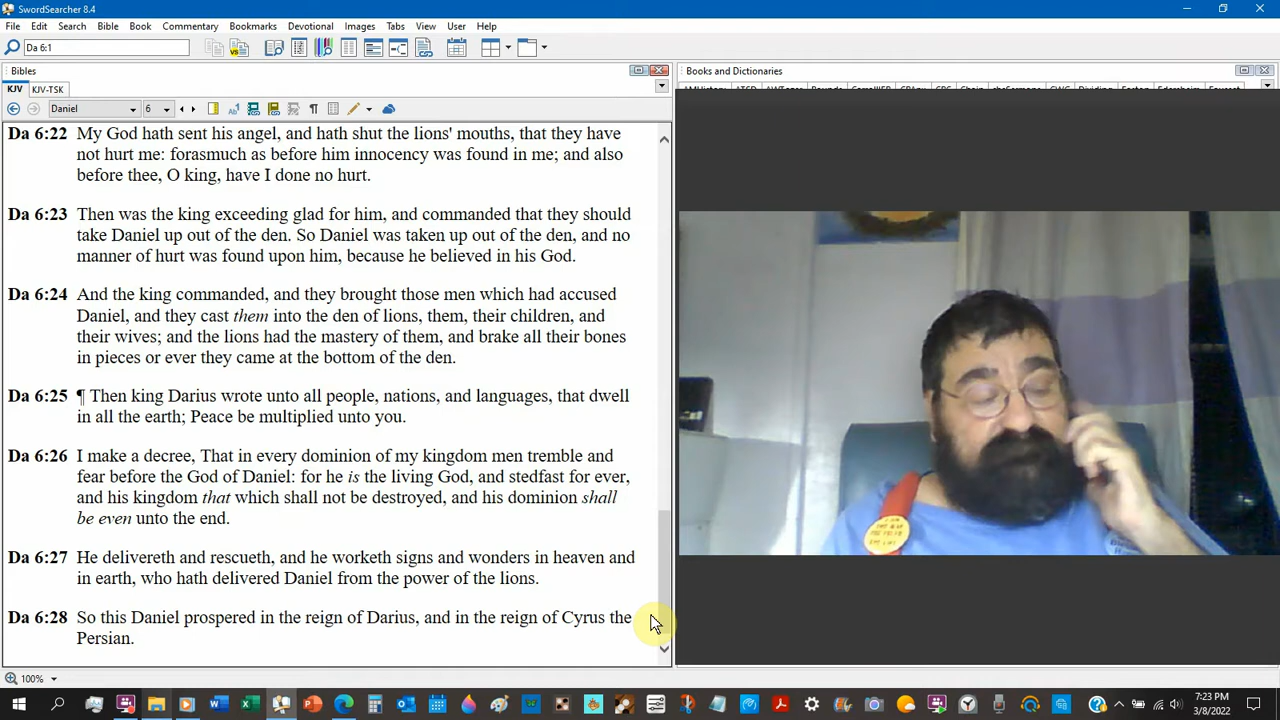 SwordSearcher 8.4
File Edit Search Bible Book Commentary Bookmarks Devotional Images Tabs View User Help
Da 6:1
Bibles
KJV KJV-TSK
Daniel 6
Da 6:22 My God hath sent his angel, and hath shut the lions' mouths, that they have
not hurt me: forasmuch as before him innocency was found in me; and also
before thee, O king, have I done no hurt.
Da 6:23 Then was the king exceeding glad for him, and commanded that they should
take Daniel up out of the den. So Daniel was taken up out of the den, and no
manner of hurt was found upon him, because he believed in his God.
Da 6:24 And the king commanded, and they brought those men which had accused
Daniel, and they cast them into the den of lions, them, their children, and
their wives; and the lions had the mastery of them, and brake all their bones
in pieces or ever they came at the bottom of the den.
Da 6:25 ¶ Then king Darius wrote unto all people, nations, and languages, that dwell
in all the earth; Peace be multiplied unto you.
Da 6:26 I make a decree, That in every dominion of my kingdom men tremble and
fear before the God of Daniel: for he is the living God, and stedfast for ever,
and his kingdom that which shall not be destroyed, and his dominion shall
be even unto the end.
Da 6:27 He delivereth and rescueth, and he worketh signs and wonders in heaven and
in earth, who hath delivered Daniel from the power of the lions.
Da 6:28 So this Daniel prospered in the reign of Darius, and in the reign of Cyrus the
Persian.
100%
Books and Dictionaries
7:23 PM
3/8/2022